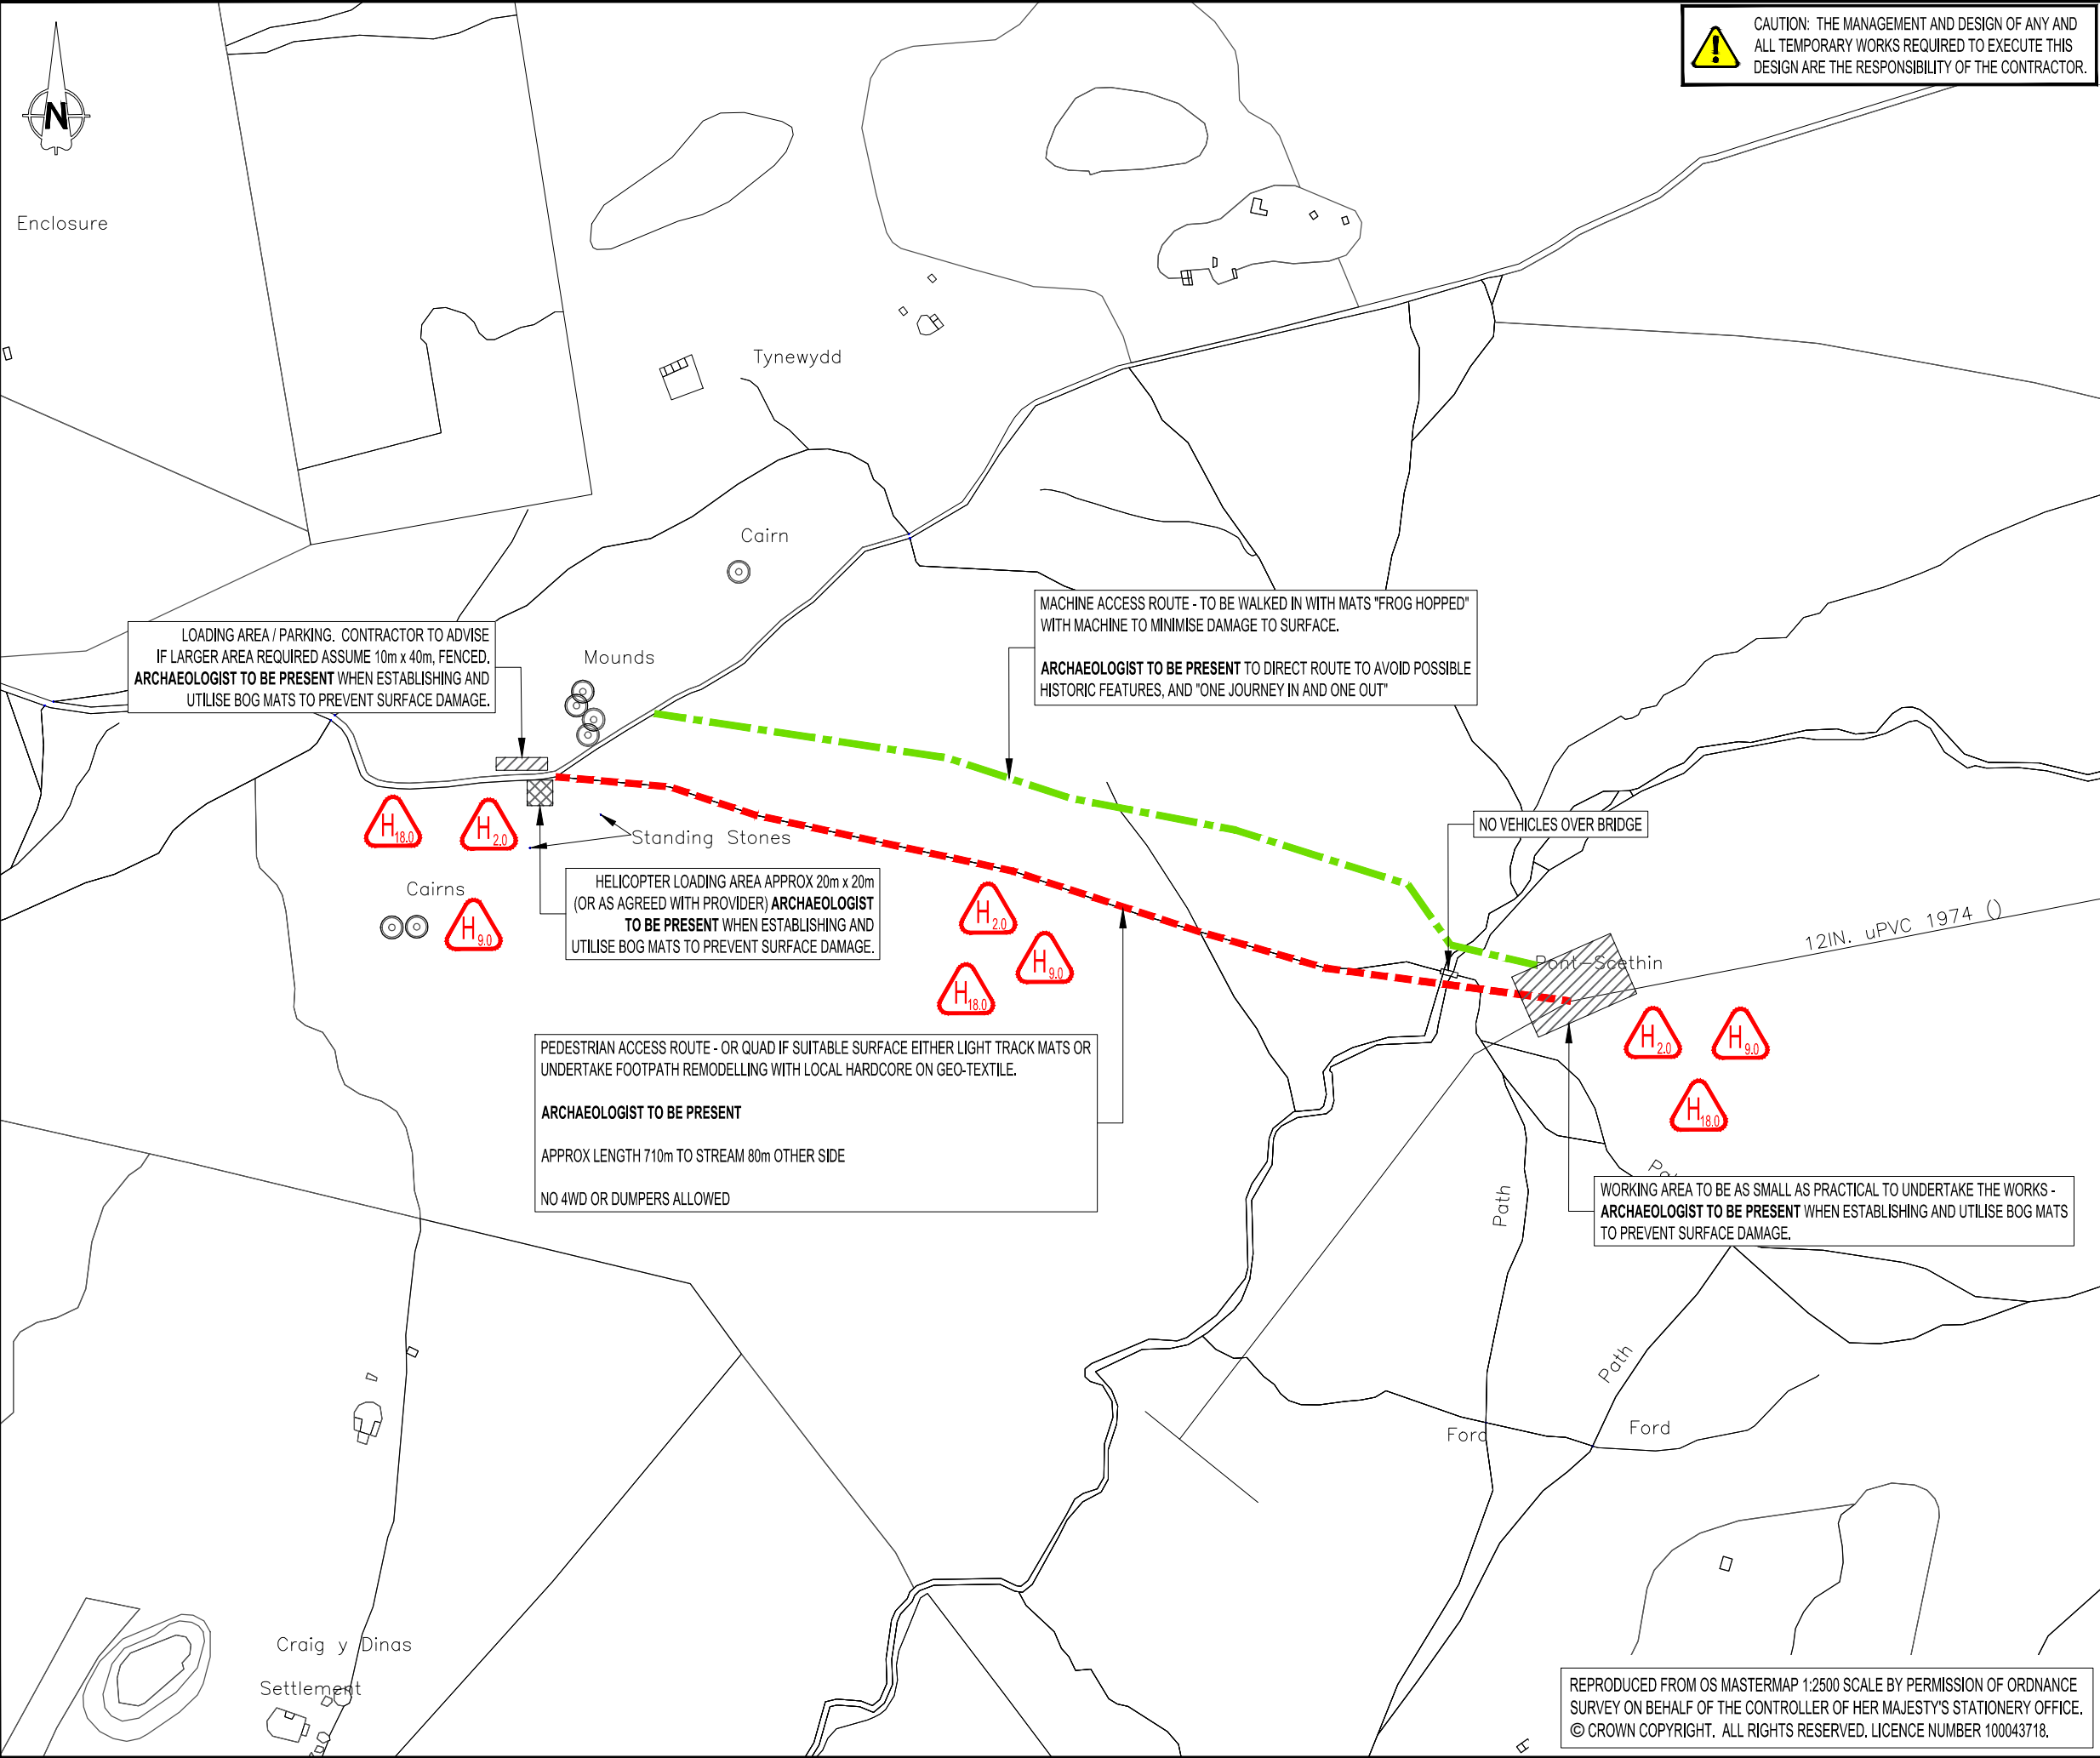 CAUTION: THE MANAGEMENT AND DESIGN OF ANY AND
ALL TEMPORARY WORKS REQUIRED TO EXECUTE THIS
DESIGN ARE THE RESPONSIBILITY OF THE CONTRACTOR.
N
Enclosure
Tynewydd
Cairn
MACHINE ACCESS ROUTE - TO BE WALKED IN WITH MATS "FROG HOPPED"
WITH MACHINE TO MINIMISE DAMAGE TO SURFACE.
ARCHAEOLOGIST TO BE PRESENT TO DIRECT ROUTE TO AVOID POSSIBLE
HISTORIC FEATURES, AND "ONE JOURNEY IN AND ONE OUT"
LOADING AREA / PARKING. CONTRACTOR TO ADVISE
IF LARGER AREA REQUIRED ASSUME 10m x 40m, FENCED.
ARCHAEOLOGIST TO BE PRESENT WHEN ESTABLISHING AND
UTILISE BOG MATS TO PREVENT SURFACE DAMAGE.
Mounds
H18.0
H2.0
Standing Stones
NO VEHICLES OVER BRIDGE
Cairns
H9.0
HELICOPTER LOADING AREA APPROX 20m x 20m
(OR AS AGREED WITH PROVIDER) ARCHAEOLOGIST
TO BE PRESENT WHEN ESTABLISHING AND
UTILISE BOG MATS TO PREVENT SURFACE DAMAGE.
H2.0
H9.0
H18.0
12IN. uPVC 1974 ()
Pont-Scethin
H2.0
H9.0
H18.0
PEDESTRIAN ACCESS ROUTE - OR QUAD IF SUITABLE SURFACE EITHER LIGHT TRACK MATS OR
UNDERTAKE FOOTPATH REMODELLING WITH LOCAL HARDCORE ON GEO-TEXTILE.
ARCHAEOLOGIST TO BE PRESENT
APPROX LENGTH 710m TO STREAM 80m OTHER SIDE
NO 4WD OR DUMPERS ALLOWED
WORKING AREA TO BE AS SMALL AS PRACTICAL TO UNDERTAKE THE WORKS -
ARCHAEOLOGIST TO BE PRESENT WHEN ESTABLISHING AND UTILISE BOG MATS
TO PREVENT SURFACE DAMAGE.
Path
Path
Ford
Ford
Craig y Dinas
Settlement
REPRODUCED FROM OS MASTERMAP 1:2500 SCALE BY PERMISSION OF ORDNANCE
SURVEY ON BEHALF OF THE CONTROLLER OF HER MAJESTY'S STATIONERY OFFICE.
© CROWN COPYRIGHT. ALL RIGHTS RESERVED. LICENCE NUMBER 100043718.